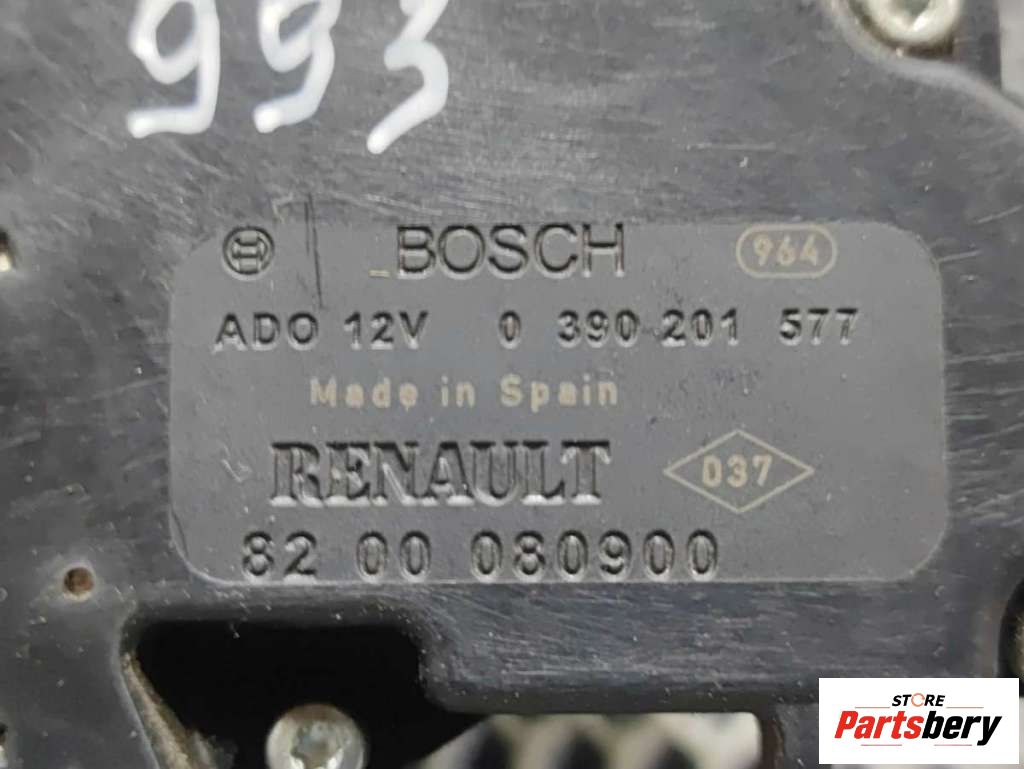 993
BOSCH 964
ADO 12V 0 390 201 577
Made in Spain
RENAULT 037
82 00 080900
STORE
Partsbery